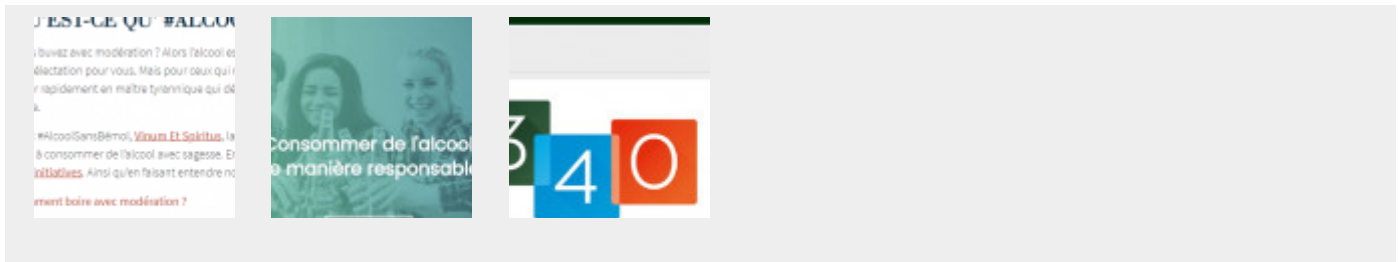 'EST-CE QU' #ALCO
buvez avec modération ? Alors l'alcool es
électation pour vous. Mais pour ceux qui
r rapidement en maître tyrannique qui dé
e.
#AlcoolSansBémol, Vinum Et Spiritus, la
à consommer de l'alcool avec sagesse. E
initiatives. Ainsi qu'en faisant entendre no
ment boire avec modération ?
Consommer de l'alcool
e manière responsable
3 4 0